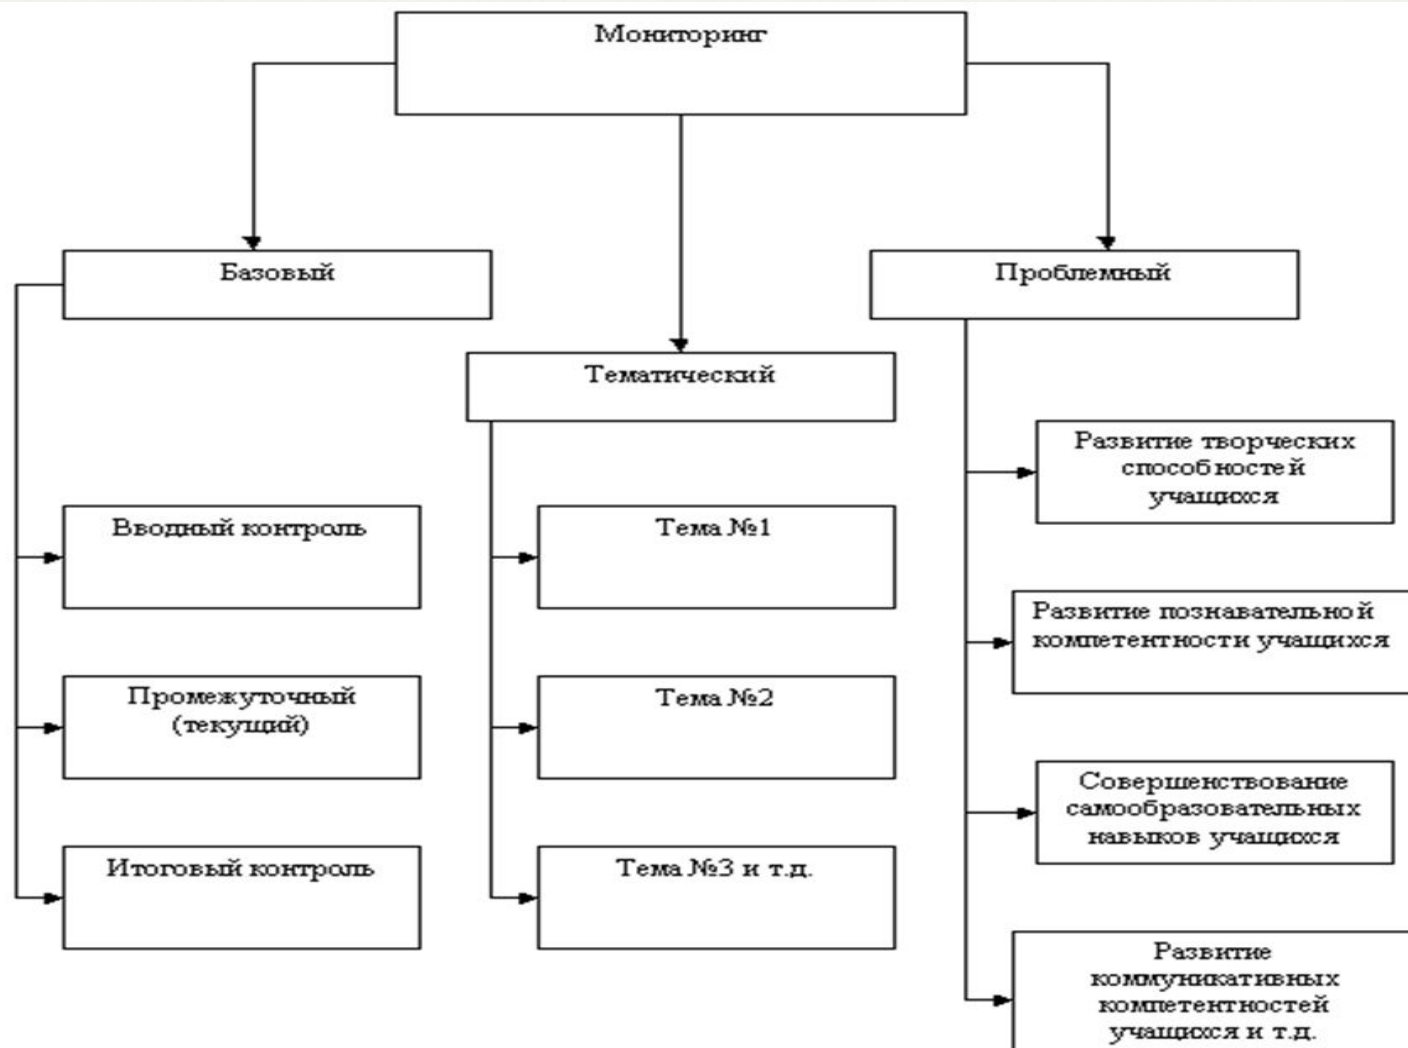 Мониторинг
Базовый
Проблемный
Тематический
Развитие творческих
способностей
учащихся
Вводный контроль
Тема №1
Развитие познавательной
компетентности учащихся
Промежуточный
(текущий)
Тема №2
Совершенствование
самообразовательных
навыков учащихся
Итоговый контроль
Тема №3 и т.д.
Развитие
коммуникативных
компетентностей
учащихся и т.д.